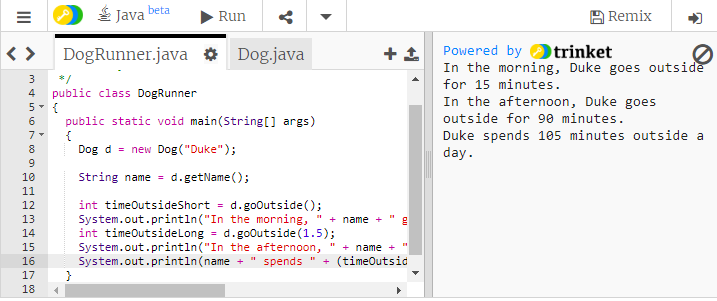 Java beta
Run
Remix
DogRunner.java
Dog.java
3 */
4 public class DogRunner
5 {
6 public static void main(String[] args)
7 {
8 Dog d = new Dog("Duke");
9
10 String name = d.getName();
11
12 int timeOutsideShort = d.goOutside();
13 System.out.println("In the morning, " + name + " g
14 int timeOutsideLong = d.goOutside(1.5);
15 System.out.println("In the afternoon, " + name + "
16 System.out.println(name + " spends " + (timeOutsid
17 }
18
Powered by trinket
In the morning, Duke goes outside
for 15 minutes.
In the afternoon, Duke goes
outside for 90 minutes.
Duke spends 105 minutes outside a
day.